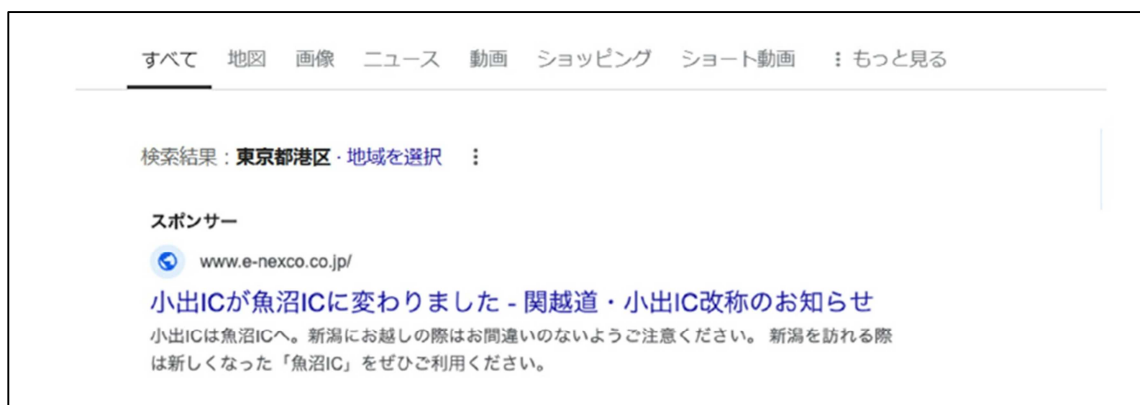 すべて 地図 画像 ニュース 動画 ショッピング ショート動画 ⋮ もっと見る
検索結果：東京都港区・地域を選択 ⋮
スポンサー
www.e-nexco.co.jp/
小出ICが魚沼ICに変わりました - 関越道・小出IC改称のお知らせ
小出ICは魚沼ICへ。新潟にお越しの際はお間違いのないようご注意ください。 新潟を訪れる際
は新しくなった「魚沼IC」をぜひご利用ください。